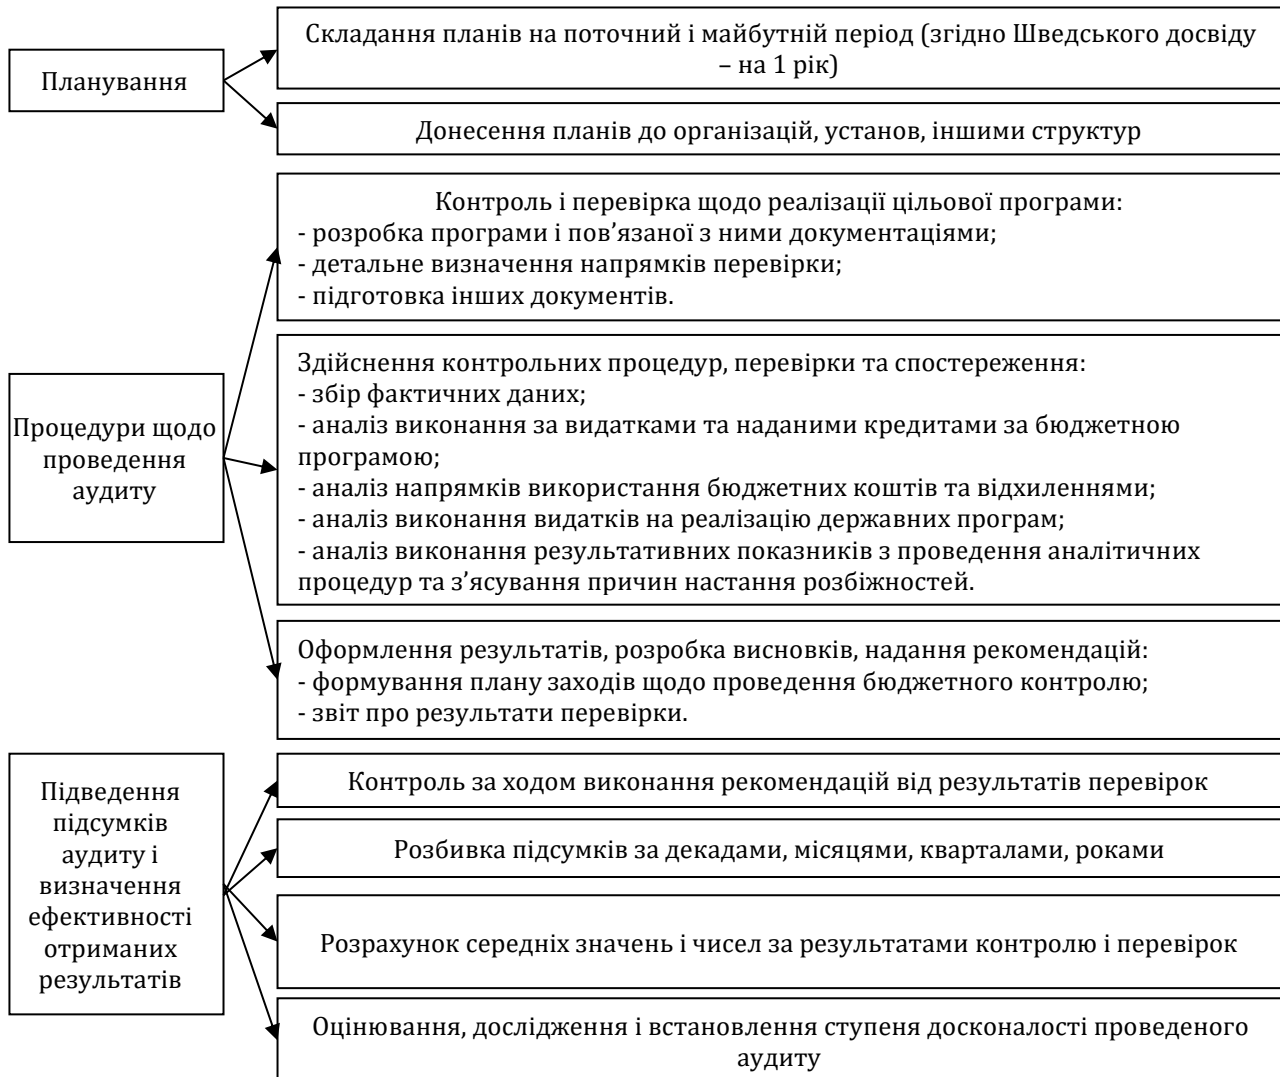 Планування
Складання планів на поточний і майбутній період (згідно Шведського досвіду
– на 1 рік)
Донесення планів до організацій, установ, іншими структур
Процедури щодо
проведення
аудиту
Контроль і перевірка щодо реалізації цільової програми:
- розробка програми і пов’язаної з ними документаціями;
- детальне визначення напрямків перевірки;
- підготовка інших документів.
Здійснення контрольних процедур, перевірки та спостереження:
- збір фактичних даних;
- аналіз виконання за видатками та наданими кредитами за бюджетною
програмою;
- аналіз напрямків використання бюджетних коштів та відхиленнями;
- аналіз виконання видатків на реалізацію державних програм;
- аналіз виконання результативних показників з проведення аналітичних
процедур та з’ясування причин настання розбіжностей.
Оформлення результатів, розробка висновків, надання рекомендацій:
- формування плану заходів щодо проведення бюджетного контролю;
- звіт про результати перевірки.
Підведення
підсумків
аудиту і
визначення
ефективності
отриманих
результатів
Контроль за ходом виконання рекомендацій від результатів перевірок
Розбивка підсумків за декадами, місяцями, кварталами, роками
Розрахунок середніх значень і чисел за результатами контролю і перевірок
Оцінювання, дослідження і встановлення ступеня досконалості проведеного
аудиту